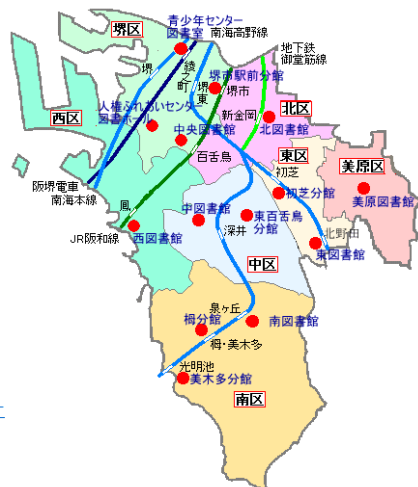 青少年センター
図書室
堺区
南海高野線
地下鉄
御堂筋線
綾之町
堺
堺東
堺市駅前分館
堺市
北区
西区
人権ふれあいセンター
図書ホール
新金岡
北図書館
中央図書館
東区
美原区
百舌鳥
初芝
阪堺電車
南海本線
初芝分館
美原図書館
鳳
中図書館
東百舌鳥
分館
JR阪和線
西図書館
深井
北野田
東図書館
中区
泉ヶ丘
栂分館
南図書館
栂・美木多
光明池
美木多分館
南区